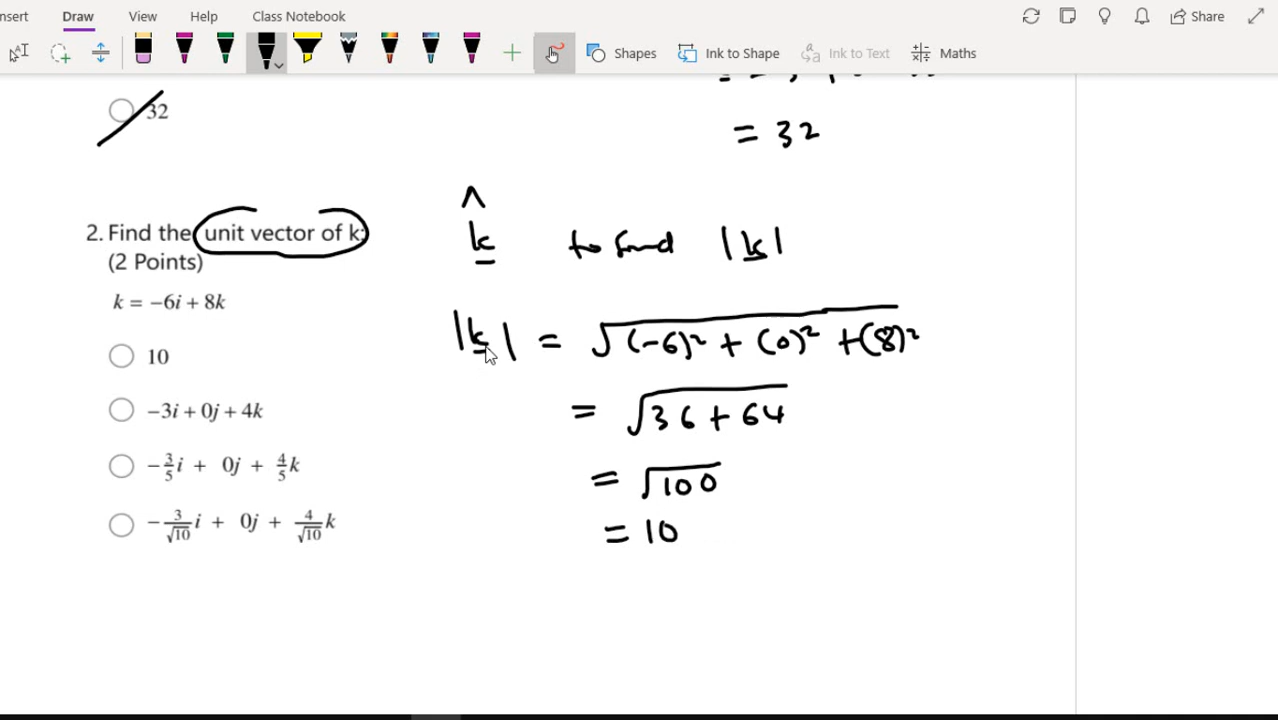 nsert Draw View Help Class Notebook Share
Shapes Ink to Shape Ink to Text Maths
32
= 32
2. Find the unit vector of k:
(2 Points)
^
k to find |k|
k = −6i + 8k
|k| = √(-6)² + (0)² + (8)²
10
−3i + 0j + 4k
= √36 + 64
−3/5 i + 0j + 4/5 k
= √100
−3/√10 i + 0j + 4/√10 k
= 10